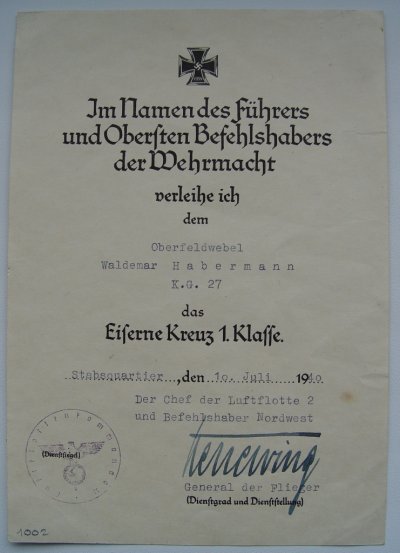 Im Namen des Führers
und Obersten Befehlshabers
der Wehrmacht
verleihe ich
dem
Oberfeldwebel
Waldemar Habermann
K.G. 27
das
Eiserne Kreuz 1. Klasse.
Stabsquartier, den 10. Juli 1940
Der Chef der Luftflotte 2
und Befehlshaber Nordwest
(Dienstsiegel)
General der Flieger
(Dienstgrad und Dienststellung)
1002